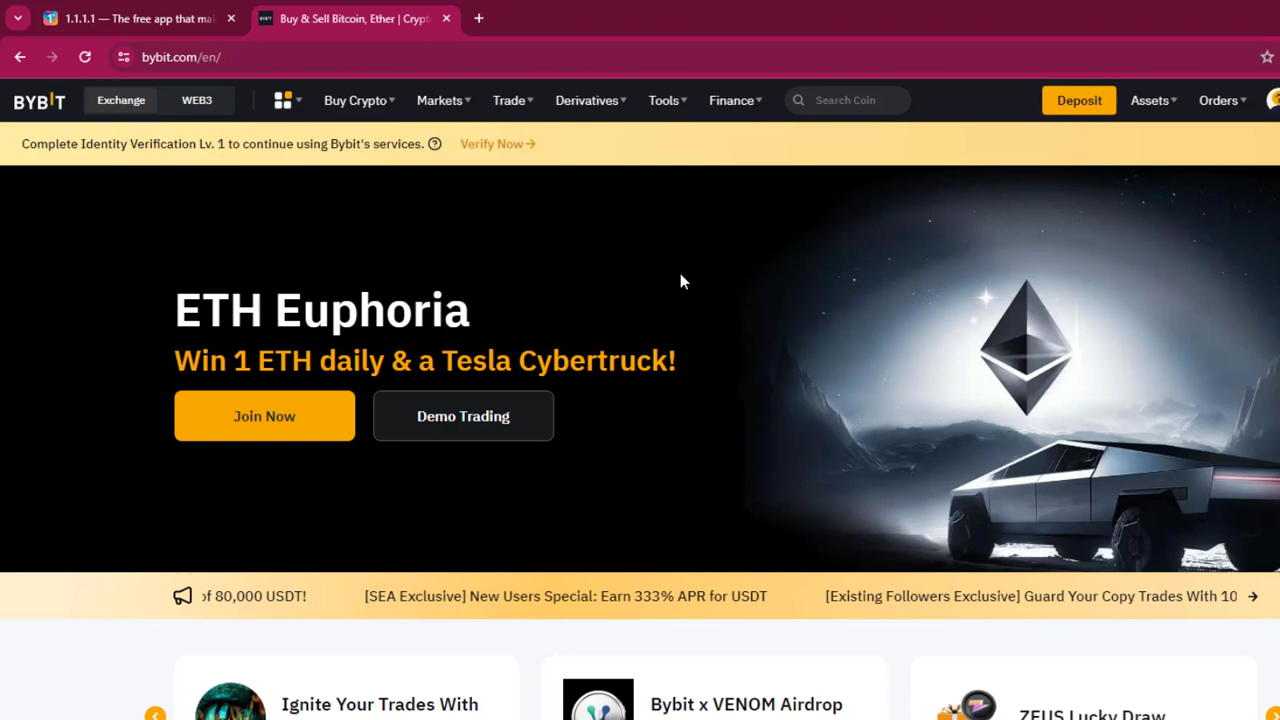 1.1.1.1 — The free app that ma
Buy & Sell Bitcoin, Ether | Crypt
bybit.com/en/
BYBIT
Exchange
WEB3
Buy Crypto
Markets
Trade
Derivatives
Tools
Finance
Search Coin
Deposit
Assets
Orders
Complete Identity Verification Lv. 1 to continue using Bybit's services.
Verify Now
ETH Euphoria
Win 1 ETH daily & a Tesla Cybertruck!
Join Now
Demo Trading
of 80,000 USDT!
[SEA Exclusive] New Users Special: Earn 333% APR for USDT
[Existing Followers Exclusive] Guard Your Copy Trades With 10
Ignite Your Trades With
Bybit x VENOM Airdrop
ZEUS Lucky Draw